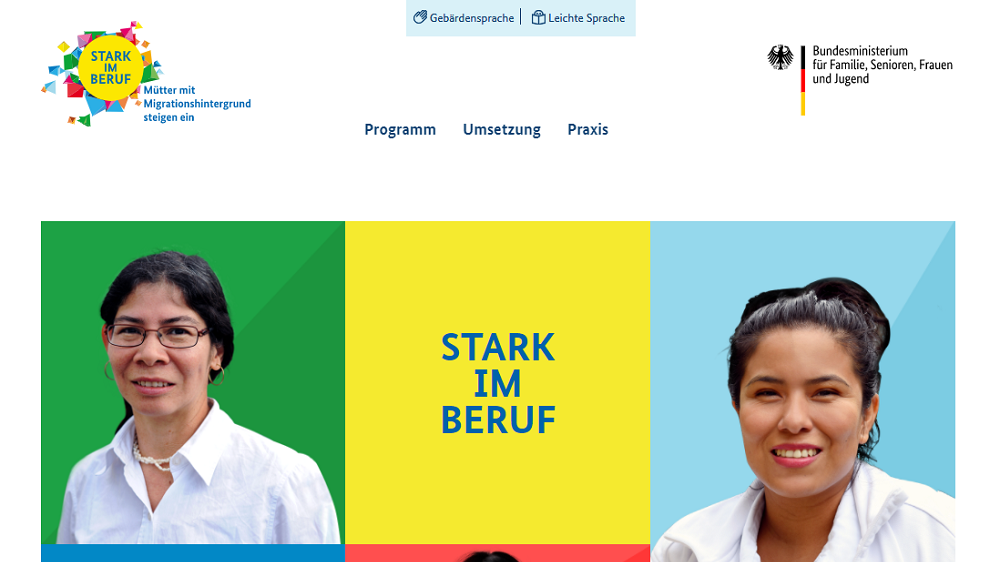 Gebärdensprache
Leichte Sprache
STARK
IM
BERUF
Mütter mit
Migrationshintergrund
steigen ein
Bundesministerium
für Familie, Senioren, Frauen
und Jugend
Programm
Umsetzung
Praxis
STARK
IM
BERUF